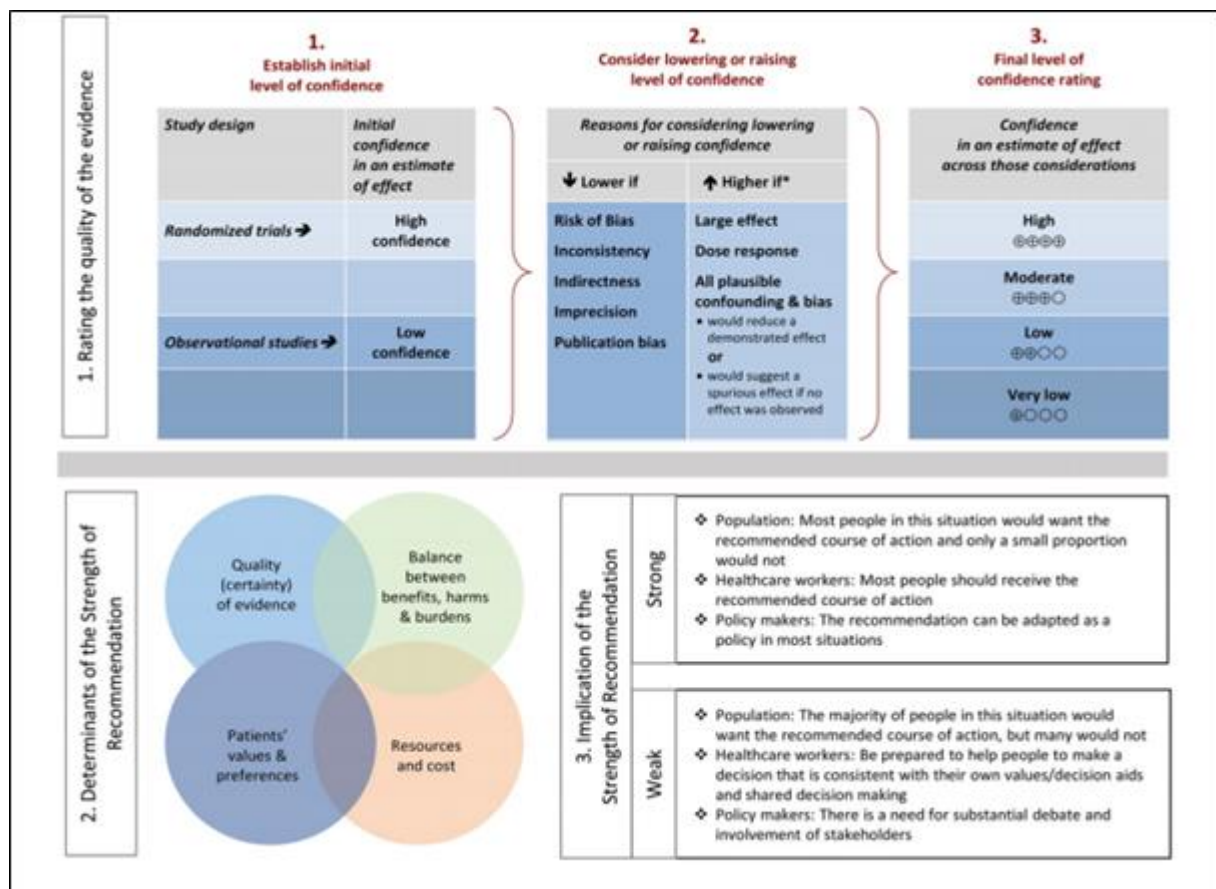 1. Rating the quality of the evidence
1.
Establish initial
level of confidence
Study design
Initial
confidence
in an estimate
of effect
Randomized trials ➔
High
confidence
Observational studies ➔
Low
confidence
2.
Consider lowering or raising
level of confidence
Reasons for considering lowering
or raising confidence
🡇 Lower if
🡅 Higher if*
Risk of Bias
Inconsistency
Indirectness
Imprecision
Publication bias
Large effect
Dose response
All plausible
confounding & bias
• would reduce a
demonstrated effect
or
• would suggest a
spurious effect if no
effect was observed
3.
Final level of
confidence rating
Confidence
in an estimate of effect
across those considerations
High
⊕⊕⊕⊕
Moderate
⊕⊕⊕○
Low
⊕⊕○○
Very low
⊕○○○
2. Determinants of the Strength of
Recommendation
Quality
(certainty)
of evidence
Balance
between
benefits, harms
& burdens
Patients'
values &
preferences
Resources
and cost
3. Implication of the
Strength of Recommendation
Strong
❖ Population: Most people in this situation would want the
recommended course of action and only a small proportion
would not
❖ Healthcare workers: Most people should receive the
recommended course of action
❖ Policy makers: The recommendation can be adapted as a
policy in most situations
Weak
❖ Population: The majority of people in this situation would
want the recommended course of action, but many would not
❖ Healthcare workers: Be prepared to help people to make a
decision that is consistent with their own values/decision aids
and shared decision making
❖ Policy makers: There is a need for substantial debate and
involvement of stakeholders